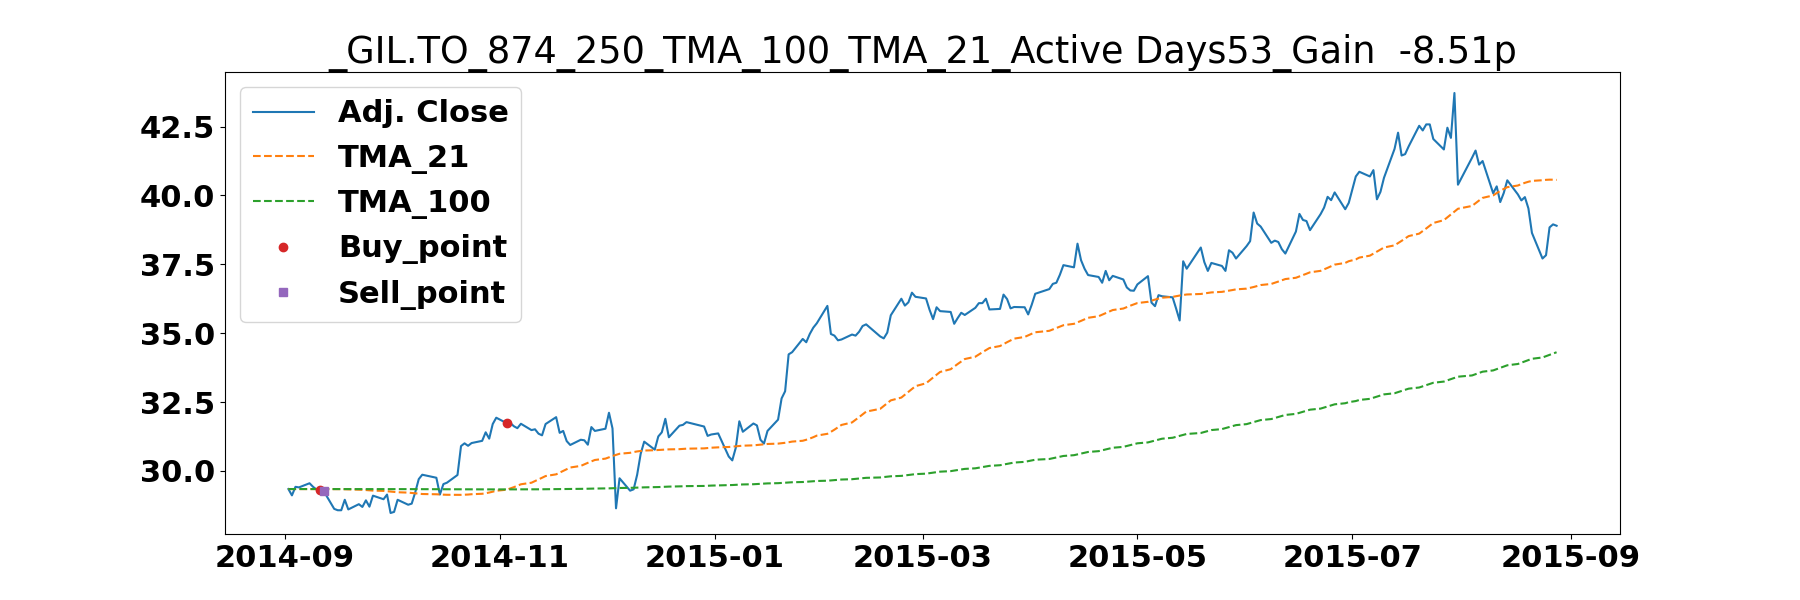 _GIL.TO_874_250_TMA_100_TMA_21_Active Days53_Gain  -8.51p
Adj. Close
TMA_21
TMA_100
Buy_point
Sell_point
42.5
40.0
37.5
35.0
32.5
30.0
2014-09 2014-11 2015-01 2015-03 2015-05 2015-07 2015-09